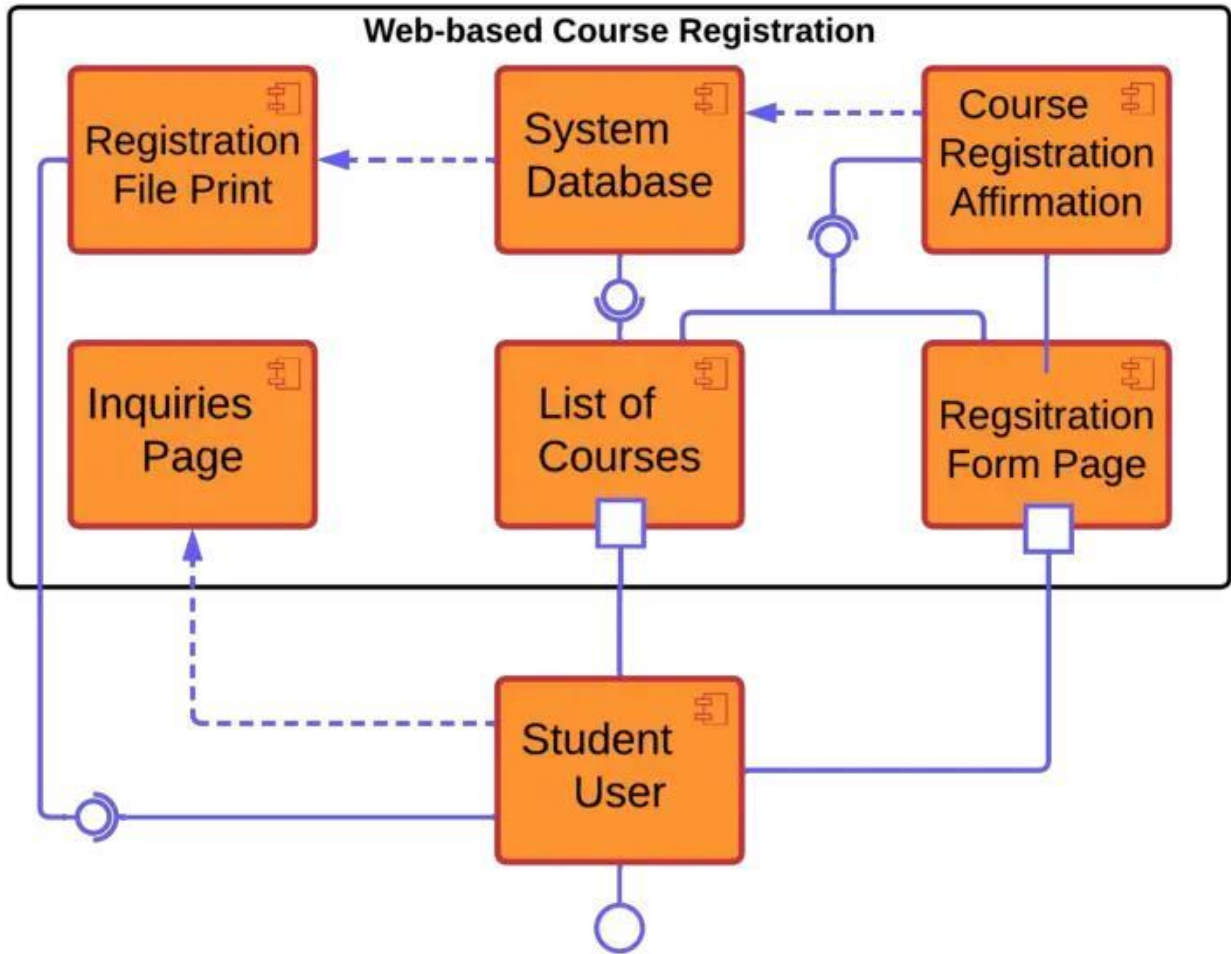 Web-based Course Registration
Registration
File Print
System
Database
Course
Registration
Affirmation
Inquiries
Page
List of
Courses
Regsitration
Form Page
Student
User